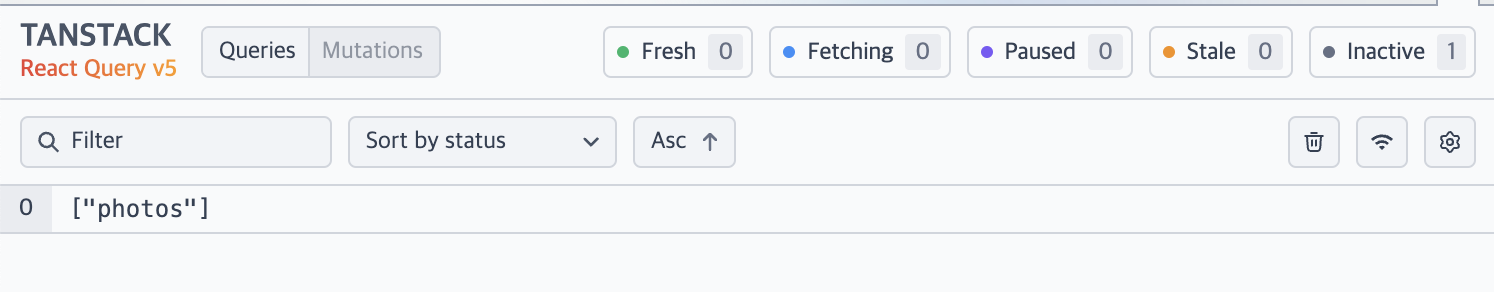 TANSTACK
React Query v5
Queries Mutations
Fresh 0 Fetching 0 Paused 0 Stale 0 Inactive 1
Filter Sort by status Asc ↑
0 ["photos"]